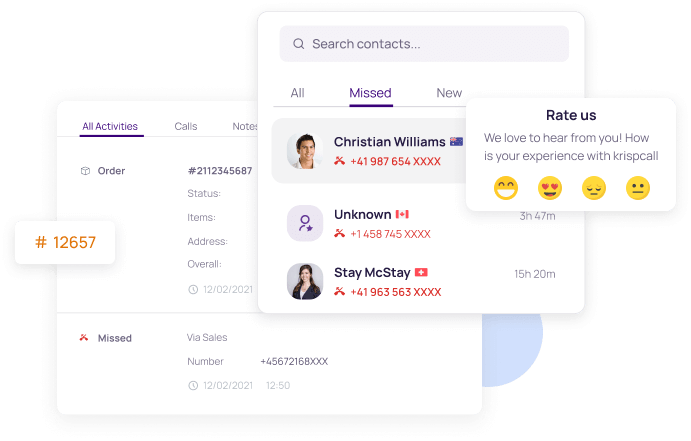 Search contacts...
All Missed New
Christian Williams
+41 987 654 XXXX
Unknown
+1 458 745 XXXX
3h 47m
Stay McStay
+41 963 563 XXXX
15h 20m
Rate us
We love to hear from you! How
is your experience with krispcall
All Activities Calls Notes
Order #2112345687
Status:
Items:
Address:
Overall:
12/02/2021
# 12657
Missed Via Sales
Number +45672168XXX
12/02/2021 12:50